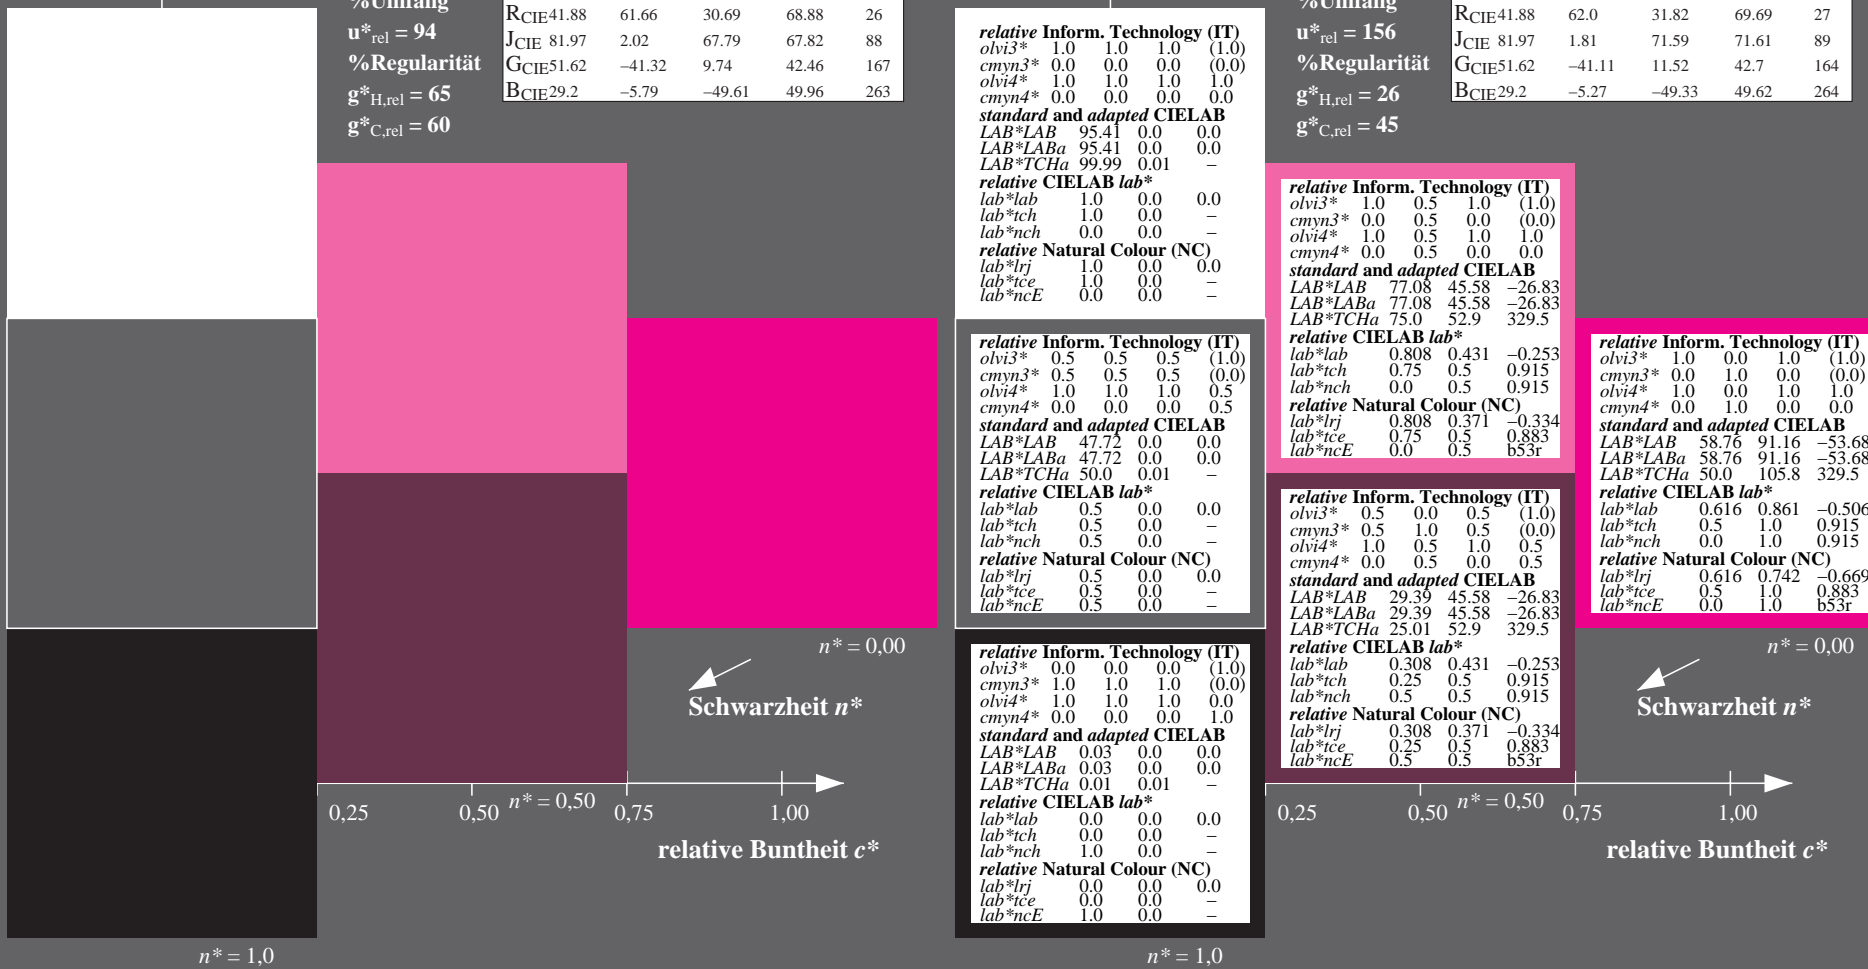 %Umfang
u*rel = 94
%Regularität
g*H,rel = 65
g*C,rel = 60
RCIE 41.88 61.66 30.69 68.88 26
JCIE 81.97 2.02 67.79 67.82 88
GCIE 51.62 −41.32 9.74 42.46 167
BCIE 29.2 −5.79 −49.61 49.96 263
n* = 0,00
Schwarzheit n*
0,25 0,50 n* = 0,50 0,75 1,00
relative Buntheit c*
n* = 1,0
%Umfang
u*rel = 156
%Regularität
g*H,rel = 26
g*C,rel = 45
RCIE 41.88 62.0 31.82 69.69 27
JCIE 81.97 1.81 71.59 71.61 89
GCIE 51.62 −41.11 11.52 42.7 164
BCIE 29.2 −5.27 −49.33 49.62 264
relative Inform. Technology (IT)
olvi3* 1.0 1.0 1.0 (1.0)
cmyn3* 0.0 0.0 0.0 (0.0)
olvi4* 1.0 1.0 1.0 1.0
cmyn4* 0.0 0.0 0.0 0.0
standard and adapted CIELAB
LAB*LAB 95.41 0.0 0.0
LAB*LABa 95.41 0.0 0.0
LAB*TCHa 99.99 0.01 –
relative CIELAB lab*
lab*lab 1.0 0.0 0.0
lab*tch 1.0 0.0 –
lab*nch 0.0 0.0 –
relative Natural Colour (NC)
lab*lrj 1.0 0.0 0.0
lab*tce 1.0 0.0 –
lab*ncE 0.0 0.0 –
relative Inform. Technology (IT)
olvi3* 0.5 0.5 0.5 (1.0)
cmyn3* 0.5 0.5 0.5 (0.0)
olvi4* 1.0 1.0 1.0 0.5
cmyn4* 0.0 0.0 0.0 0.5
standard and adapted CIELAB
LAB*LAB 47.72 0.0 0.0
LAB*LABa 47.72 0.0 0.0
LAB*TCHa 50.0 0.01 –
relative CIELAB lab*
lab*lab 0.5 0.0 0.0
lab*tch 0.5 0.0 –
lab*nch 0.5 0.0 –
relative Natural Colour (NC)
lab*lrj 0.5 0.0 0.0
lab*tce 0.5 0.0 –
lab*ncE 0.5 0.0 –
relative Inform. Technology (IT)
olvi3* 0.0 0.0 0.0 (1.0)
cmyn3* 1.0 1.0 1.0 (0.0)
olvi4* 1.0 1.0 1.0 0.0
cmyn4* 0.0 0.0 0.0 1.0
standard and adapted CIELAB
LAB*LAB 0.03 0.0 0.0
LAB*LABa 0.03 0.0 0.0
LAB*TCHa 0.01 0.01 –
relative CIELAB lab*
lab*lab 0.0 0.0 0.0
lab*tch 0.0 0.0 –
lab*nch 1.0 0.0 –
relative Natural Colour (NC)
lab*lrj 0.0 0.0 0.0
lab*tce 0.0 0.0 –
lab*ncE 1.0 0.0 –
relative Inform. Technology (IT)
olvi3* 1.0 0.5 1.0 (1.0)
cmyn3* 0.0 0.5 0.0 (0.0)
olvi4* 1.0 0.5 1.0 1.0
cmyn4* 0.0 0.5 0.0 0.0
standard and adapted CIELAB
LAB*LAB 77.08 45.58 −26.83
LAB*LABa 77.08 45.58 −26.83
LAB*TCHa 75.0 52.9 329.5
relative CIELAB lab*
lab*lab 0.808 0.431 −0.253
lab*tch 0.75 0.5 0.915
lab*nch 0.0 0.5 0.915
relative Natural Colour (NC)
lab*lrj 0.808 0.371 −0.334
lab*tce 0.75 0.5 0.883
lab*ncE 0.0 0.5 b53r
relative Inform. Technology (IT)
olvi3* 0.5 0.0 0.5 (1.0)
cmyn3* 0.5 1.0 0.5 (0.0)
olvi4* 1.0 0.5 1.0 0.5
cmyn4* 0.0 0.5 0.0 0.5
standard and adapted CIELAB
LAB*LAB 29.39 45.58 −26.83
LAB*LABa 29.39 45.58 −26.83
LAB*TCHa 25.01 52.9 329.5
relative CIELAB lab*
lab*lab 0.308 0.431 −0.253
lab*tch 0.25 0.5 0.915
lab*nch 0.5 0.5 0.915
relative Natural Colour (NC)
lab*lrj 0.308 0.371 −0.334
lab*tce 0.25 0.5 0.883
lab*ncE 0.5 0.5 b53r
relative Inform. Technology (IT)
olvi3* 1.0 0.0 1.0 (1.0)
cmyn3* 0.0 1.0 0.0 (0.0)
olvi4* 1.0 0.0 1.0 1.0
cmyn4* 0.0 1.0 0.0 0.0
standard and adapted CIELAB
LAB*LAB 58.76 91.16 −53.68
LAB*LABa 58.76 91.16 −53.68
LAB*TCHa 50.0 105.8 329.5
relative CIELAB lab*
lab*lab 0.616 0.861 −0.506
lab*tch 0.5 1.0 0.915
lab*nch 0.0 1.0 0.915
relative Natural Colour (NC)
lab*lrj 0.616 0.742 −0.669
lab*tce 0.5 1.0 0.883
lab*ncE 0.0 1.0 b53r
n* = 0,00
Schwarzheit n*
0,25 0,50 n* = 0,50 0,75 1,00
relative Buntheit c*
n* = 1,0